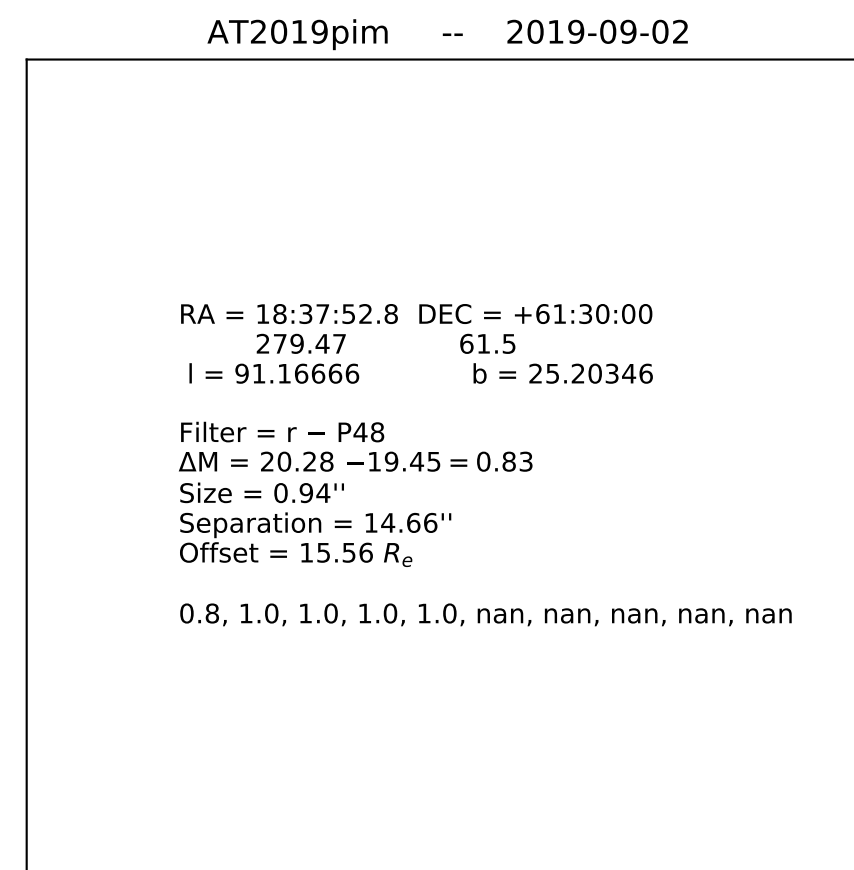 AT2019pim -- 2019-09-02
RA = 18:37:52.8 DEC = +61:30:00
279.47 61.5
l = 91.16666 b = 25.20346
Filter = r − P48
ΔM = 20.28 −19.45 = 0.83
Size = 0.94''
Separation = 14.66''
Offset = 15.56 Re
0.8, 1.0, 1.0, 1.0, 1.0, nan, nan, nan, nan, nan